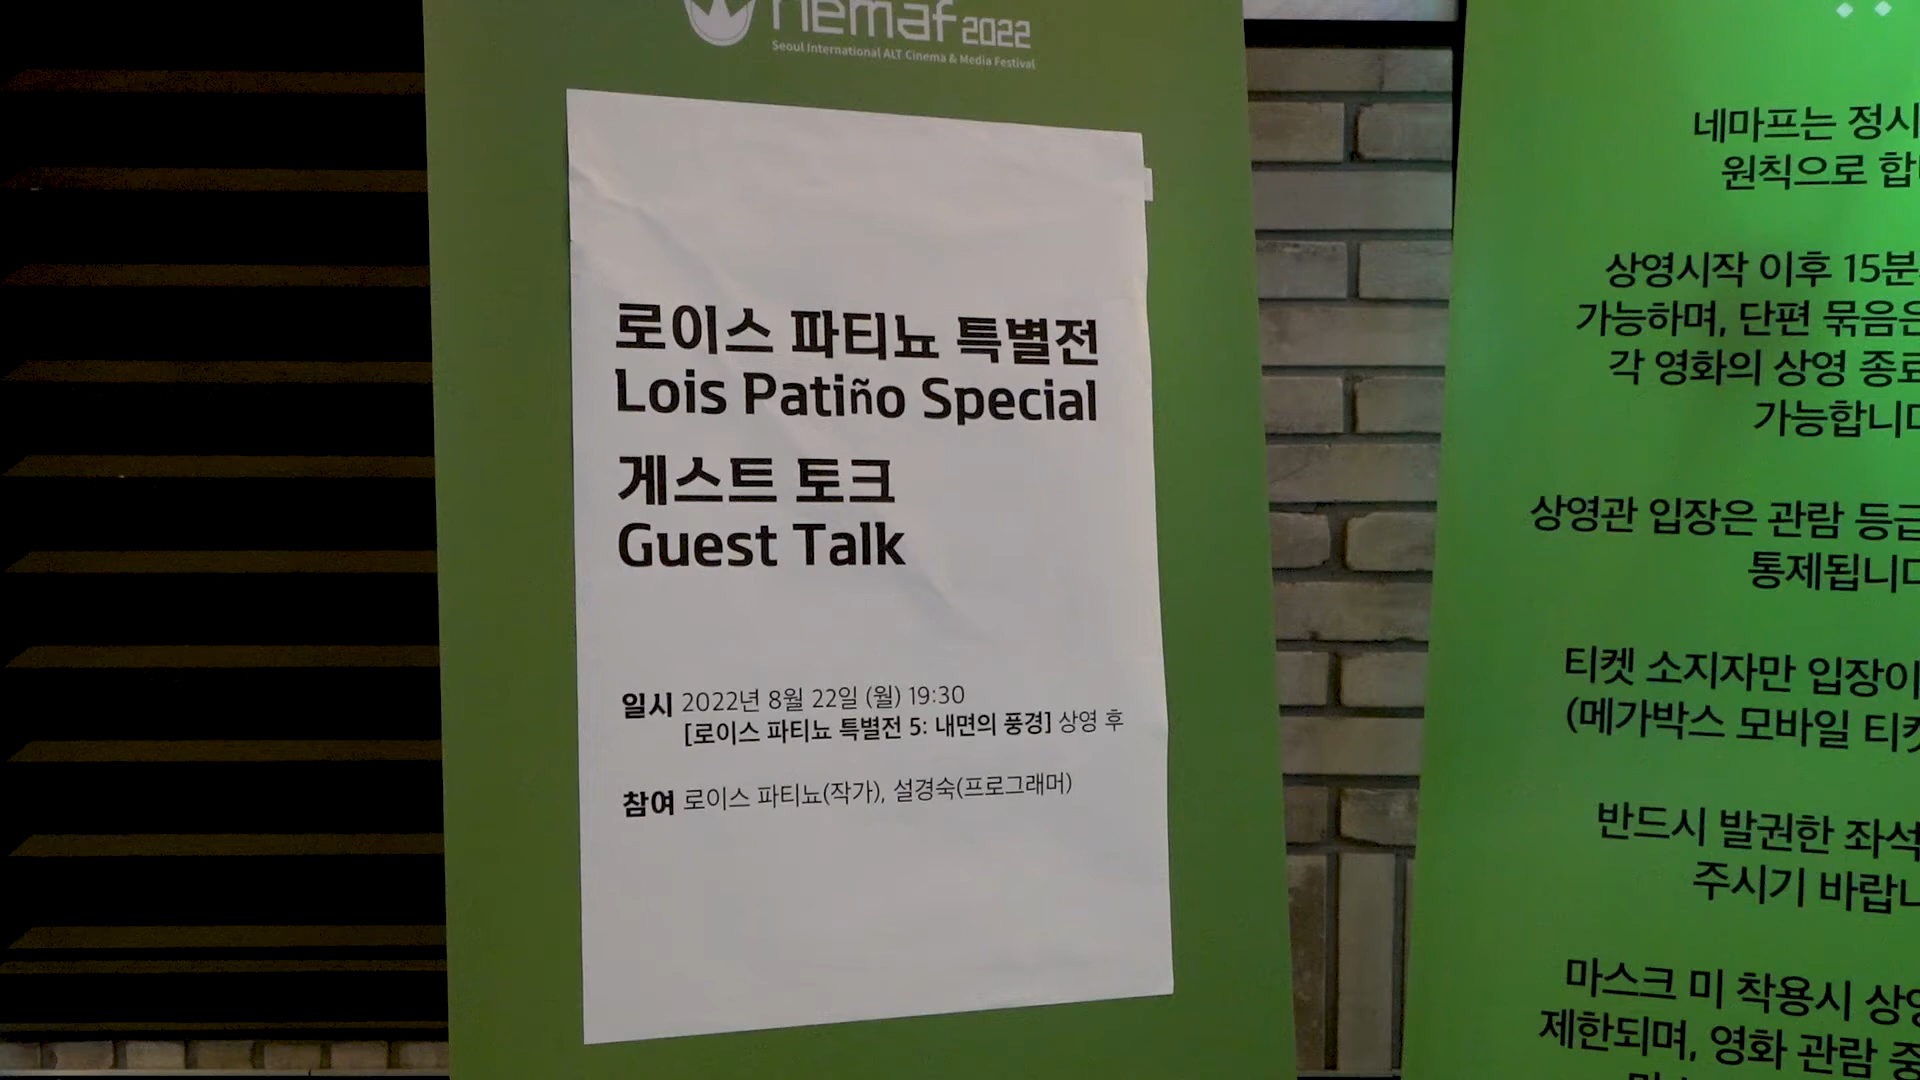 nemaf 2022
Seoul International ALT Cinema & Media Festival
로이스 파티뇨 특별전
Lois Patiño Special
게스트 토크
Guest Talk
일시 2022년 8월 22일 (월) 19:30
[로이스 파티뇨 특별전 5: 내면의 풍경] 상영 후
참여 로이스 파티뇨(작가), 설경숙(프로그래머)
네마프는 정시
원칙으로
상영시작 이후 15분
가능하며, 단편 묶음은
각 영화의 상영 종료
가능합니다
상영관 입장은 관람 등급
통제됩니다
티켓 소지자만 입장이
(메가박스 모바일 티켓
반드시 발권한 좌석
주시기 바랍니
마스크 미 착용시 상영
제한되며, 영화 관람 중